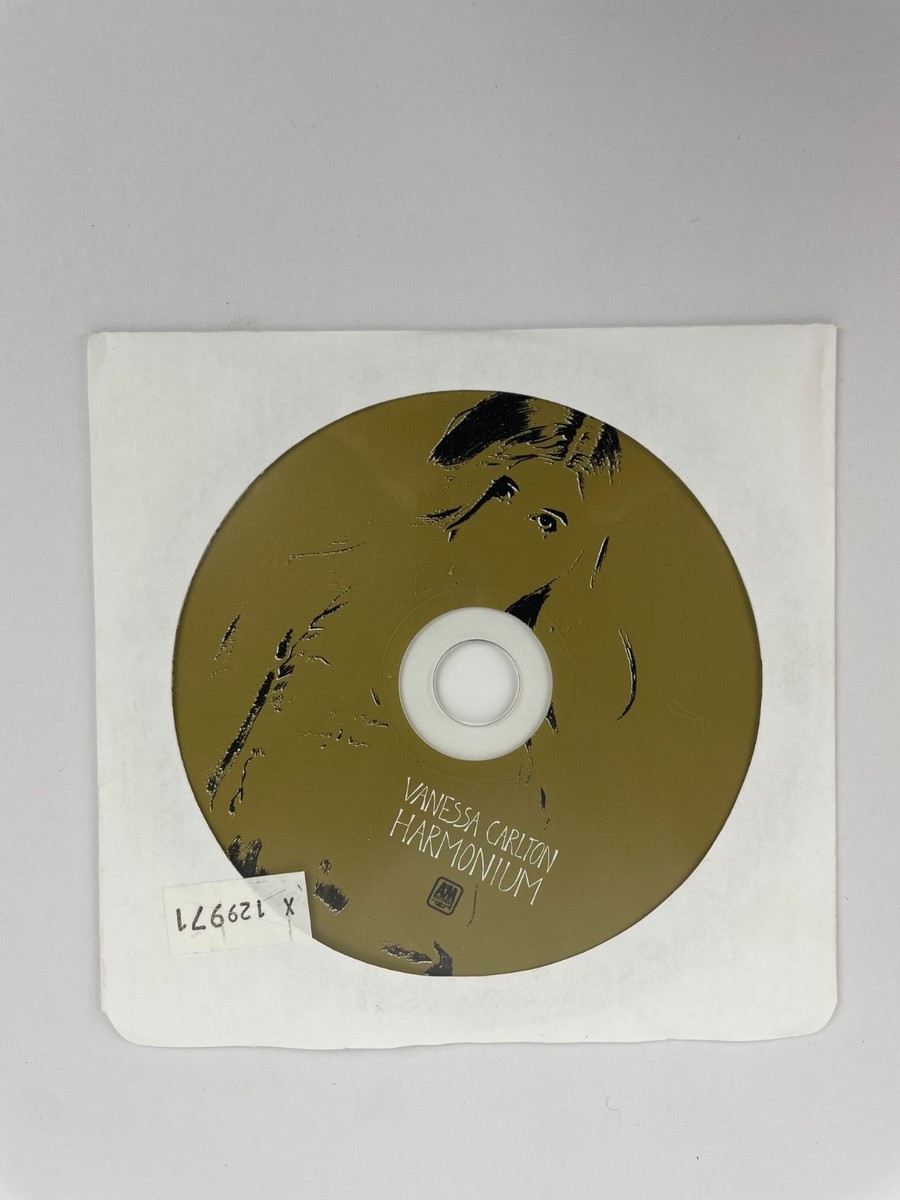 VANESSA CARLTON
HARMONIUM
A&M
X 129971